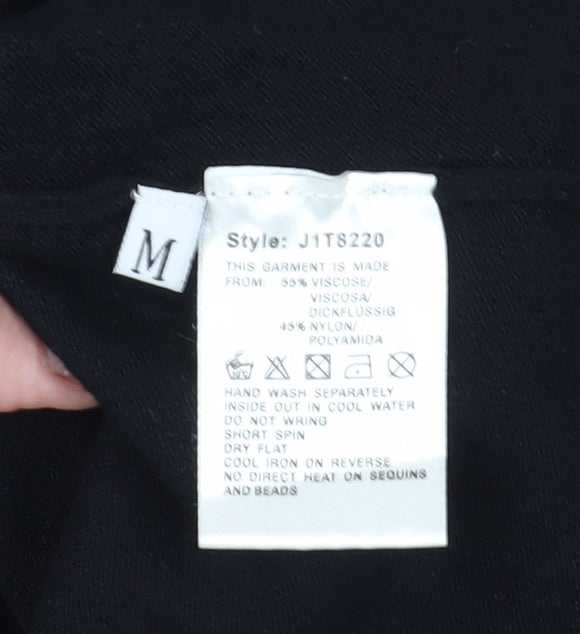 M
Style: J1T8220
THIS GARMENT IS MADE
FROM: 55% VISCOSE/
VISCOSA/
DICKFLÜSSIG
45% NYLON/
POLYAMIDA
HAND WASH SEPARATELY
INSIDE OUT IN COOL WATER
DO NOT WRING
SHORT SPIN
DRY FLAT
COOL IRON ON REVERSE
NO DIRECT HEAT ON SEQUINS
AND BEADS